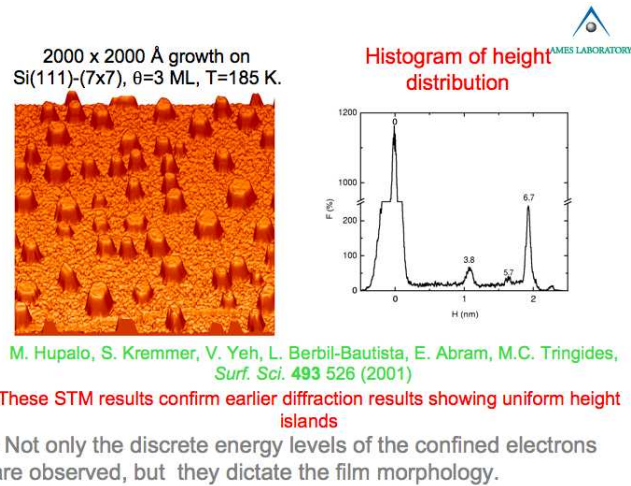 AMES LABORATORY
2000 x 2000 Å growth on
Si(111)-(7x7), θ=3 ML, T=185 K.
Histogram of height
distribution
1200
1000
200
100
0
F (%)
0
3.8
5.7
6.7
0
1
2
H (nm)
M. Hupalo, S. Kremmer, V. Yeh, L. Berbil-Bautista, E. Abram, M.C. Tringides,
Surf. Sci. 493 526 (2001)
These STM results confirm earlier diffraction results showing uniform height
islands
Not only the discrete energy levels of the confined electrons
are observed, but they dictate the film morphology.